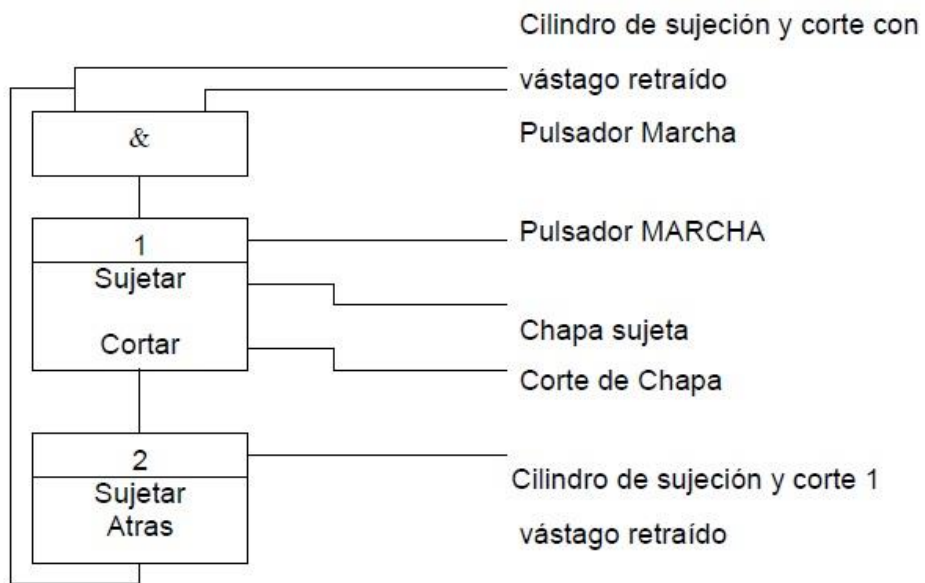 Cilindro de sujeción y corte con
vástago retraído
&
Pulsador Marcha
1
Pulsador MARCHA
Sujetar
Chapa sujeta
Cortar
Corte de Chapa
2
Cilindro de sujeción y corte 1
Sujetar
Atras
vástago retraído